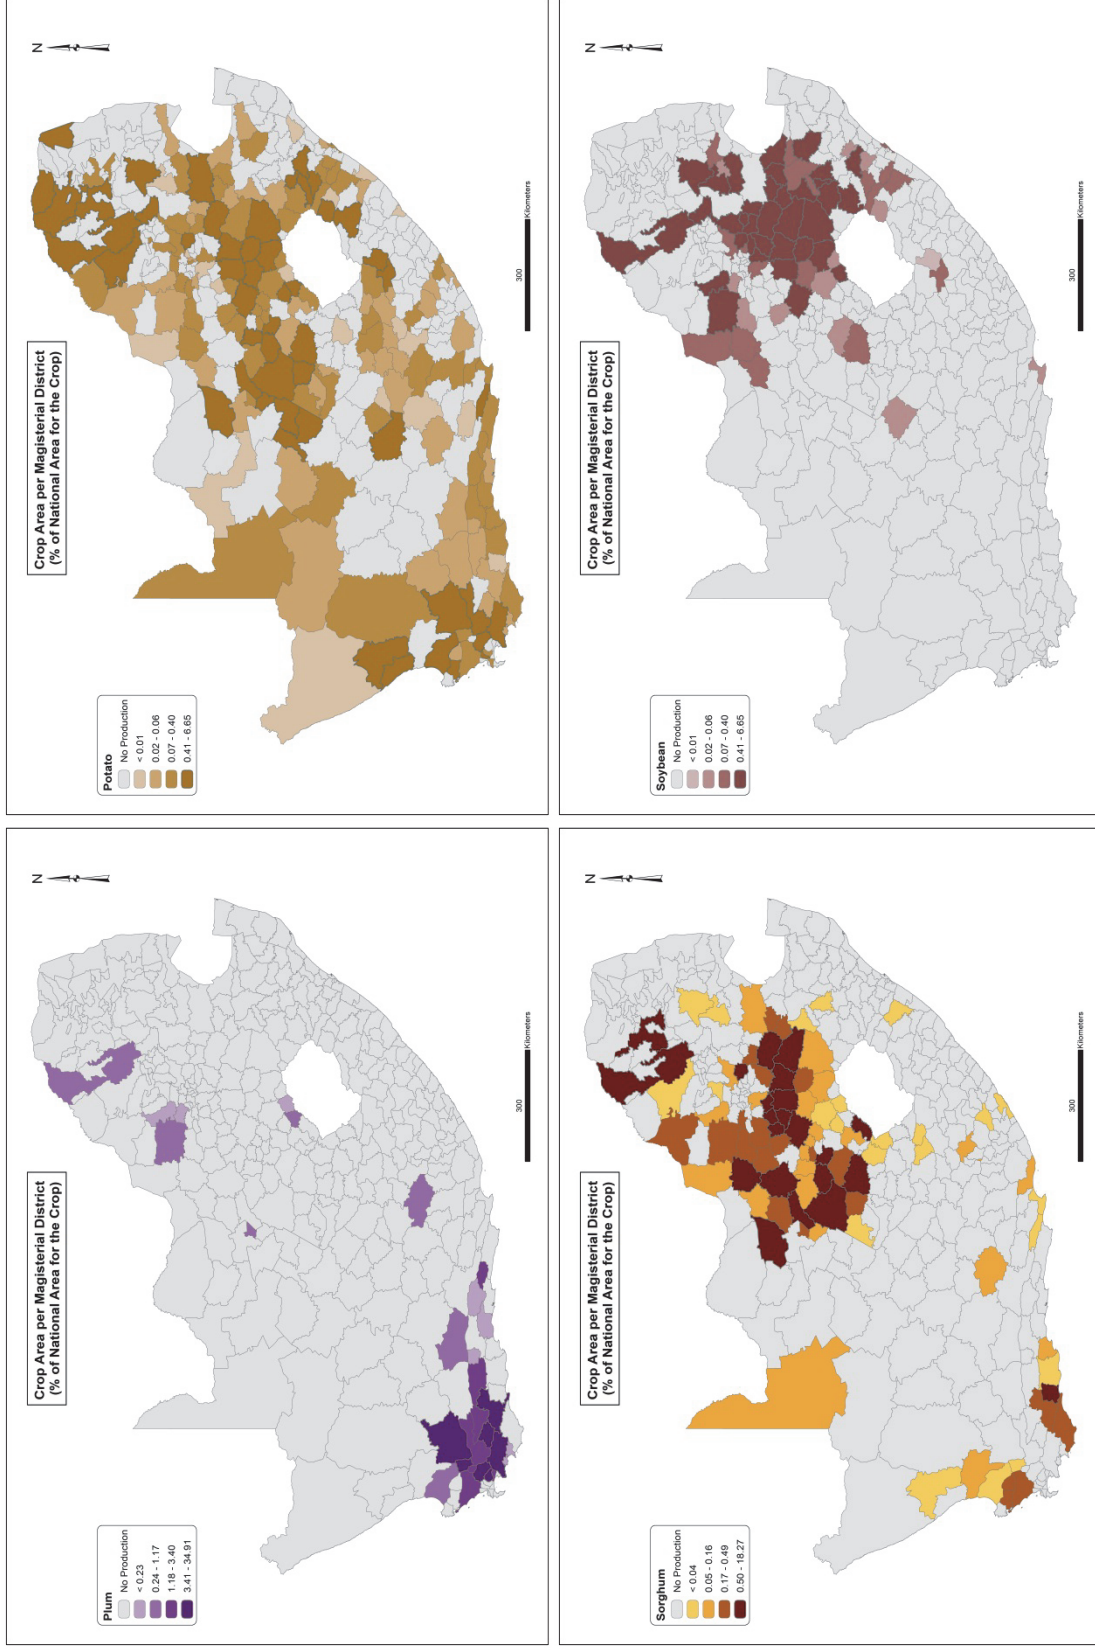 Crop Area per Magisterial District
(% of National Area for the Crop)
N
Potato
No Production
< 0.01
0.02 - 0.06
0.07 - 0.40
0.41 - 6.65
300
Kilometers
Crop Area per Magisterial District
(% of National Area for the Crop)
N
Soybean
No Production
< 0.01
0.02 - 0.06
0.07 - 0.40
0.41 - 6.65
300
Kilometers
Crop Area per Magisterial District
(% of National Area for the Crop)
N
Plum
No Production
< 0.23
0.24 - 1.17
1.18 - 3.40
3.41 - 34.91
300
Kilometers
Crop Area per Magisterial District
(% of National Area for the Crop)
N
Sorghum
No Production
< 0.04
0.05 - 0.16
0.17 - 0.49
0.50 - 18.27
300
Kilometers